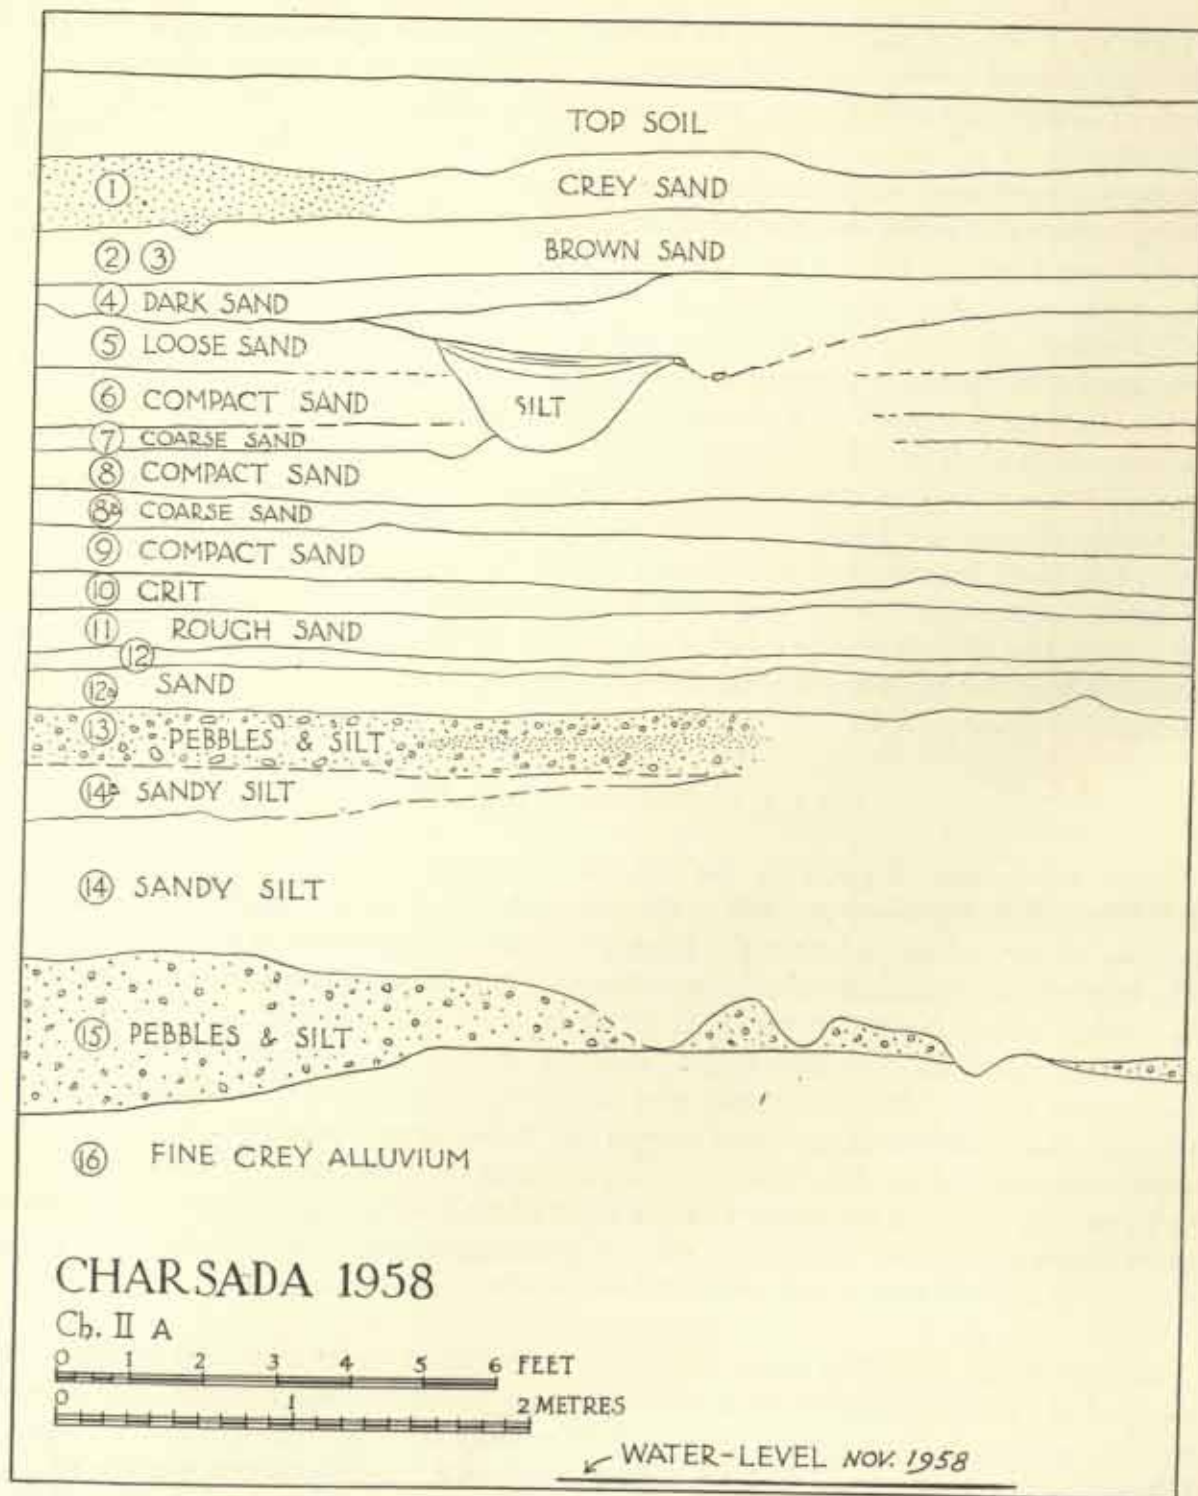 TOP SOIL
① GREY SAND
② ③ BROWN SAND
④ DARK SAND
⑤ LOOSE SAND
⑥ COMPACT SAND
SILT
⑦ COARSE SAND
⑧ COMPACT SAND
⑧a COARSE SAND
⑨ COMPACT SAND
⑩ GRIT
⑪ ROUGH SAND
⑫
⑫a SAND
⑬ PEBBLES & SILT
⑭a SANDY SILT
⑭ SANDY SILT
⑮ PEBBLES & SILT
⑯ FINE GREY ALLUVIUM
CHARSADA 1958
Ch. II A
0 1 2 3 4 5 6 FEET
0 1 2 METRES
WATER-LEVEL NOV. 1958